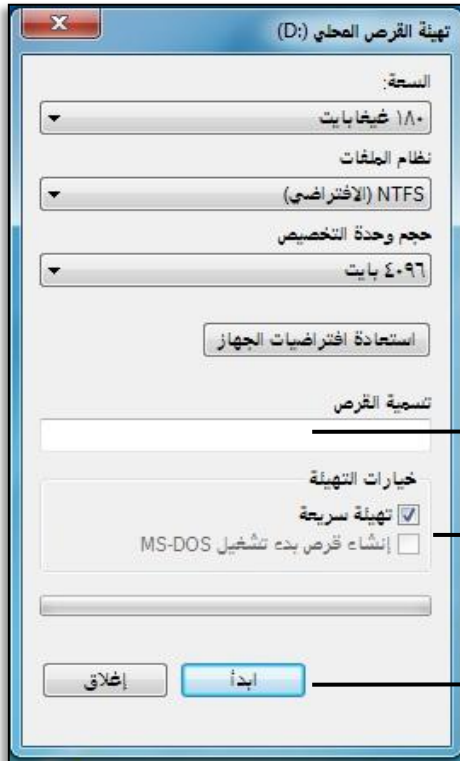 تهيئة القرص المحلي (D:)
السعة:
١٨٠ غيغابايت
نظام الملفات
NTFS (الافتراضي)
حجم وحدة التخصيص
٤٠٩٦ بايت
استعادة افتراضيات الجهاز
تسمية القرص
خيارات التهيئة
تهيئة سريعة
إنشاء قرص بدء تشغيل MS-DOS
ابدأ إغلاق